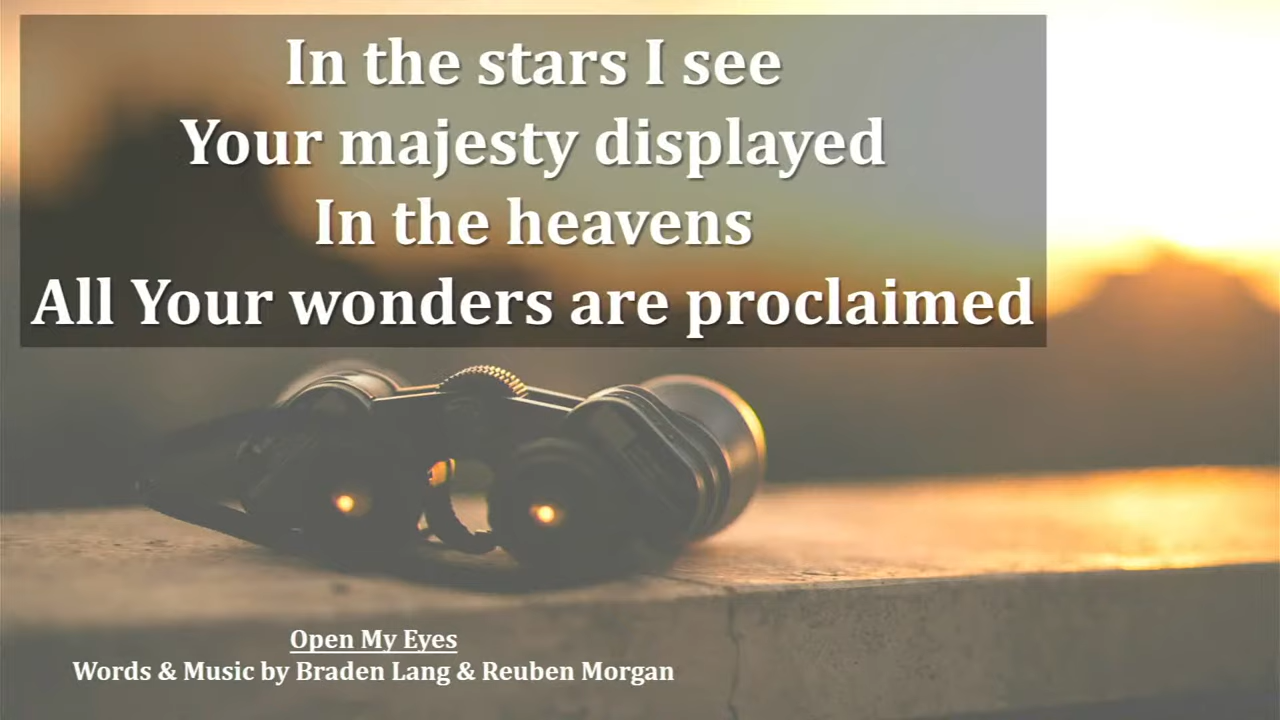 In the stars I see
Your majesty displayed
In the heavens
All Your wonders are proclaimed
Open My Eyes
Words & Music by Braden Lang & Reuben Morgan